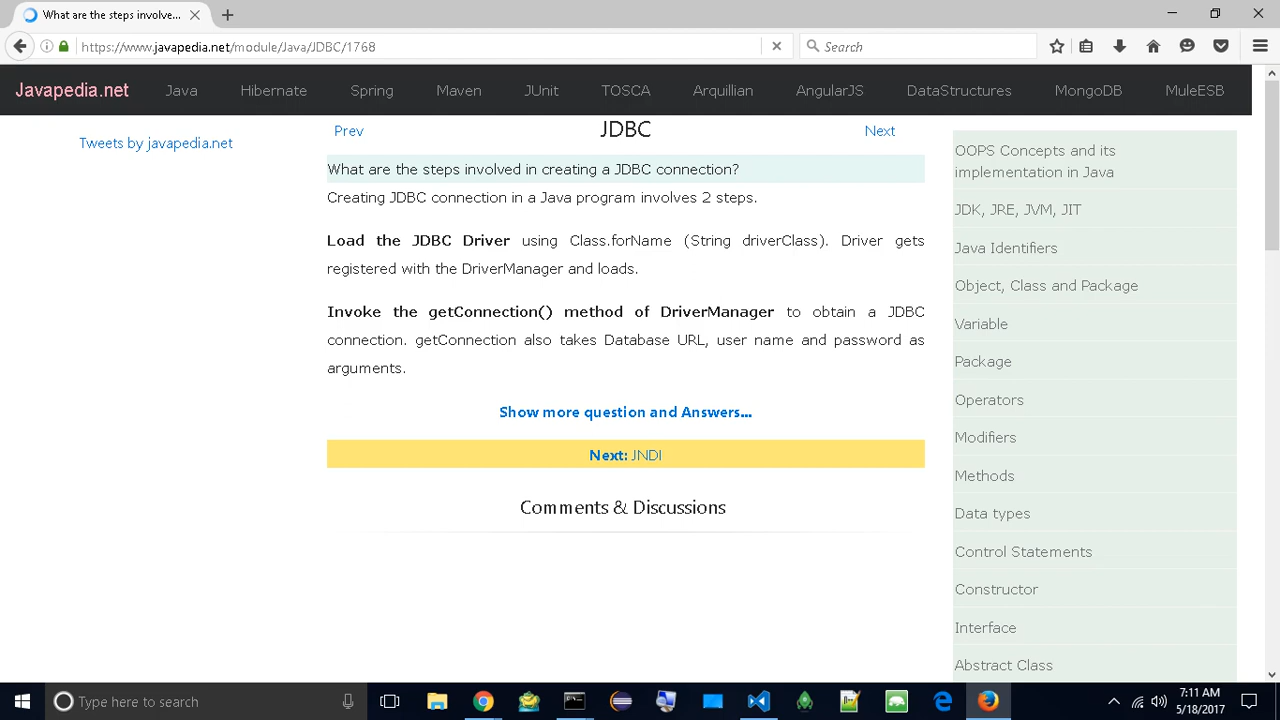 What are the steps involve...
https://www.javapedia.net/module/Java/JDBC/1768
Search
Javapedia.net Java Hibernate Spring Maven JUnit TOSCA Arquillian AngularJS DataStructures MongoDB MuleESB
Tweets by javapedia.net
Prev JDBC Next
What are the steps involved in creating a JDBC connection?
Creating JDBC connection in a Java program involves 2 steps.
Load the JDBC Driver using Class.forName (String driverClass). Driver gets
registered with the DriverManager and loads.
Invoke the getConnection() method of DriverManager to obtain a JDBC
connection. getConnection also takes Database URL, user name and password as
arguments.
Show more question and Answers...
Next: JNDI
Comments & Discussions
OOPS Concepts and its
implementation in Java
JDK, JRE, JVM, JIT
Java Identifiers
Object, Class and Package
Variable
Package
Operators
Modifiers
Methods
Data types
Control Statements
Constructor
Interface
Abstract Class
Type here to search
7:11 AM
5/18/2017